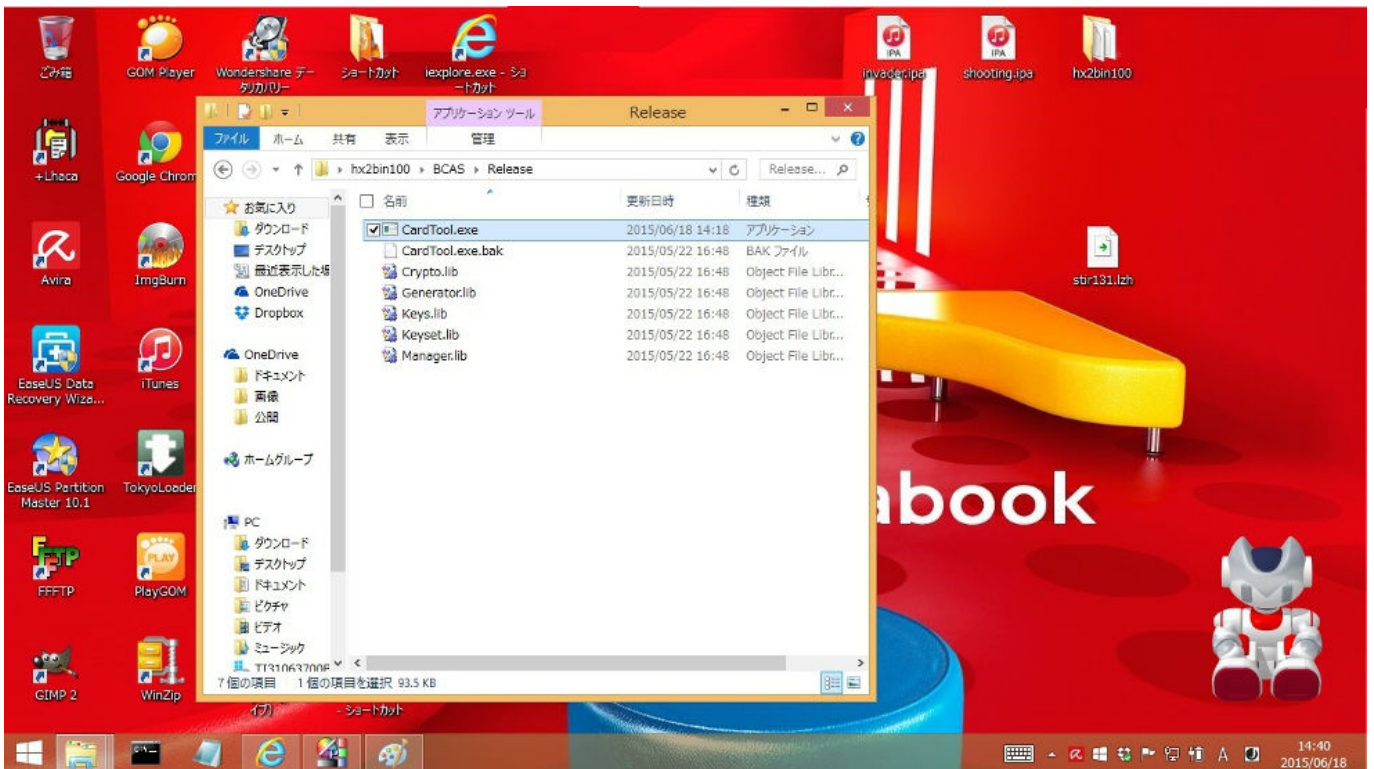 ごみ箱
GOM Player
Wondershare デー
タリカバリー
ショートカット
iexplore.exe - ショ
ートカット
IPA
invader.ipa
IPA
shooting.ipa
hx2bin100
アプリケーション ツール
Release
ファイル
ホーム
共有
表示
管理
hx2bin100
BCAS
Release
Release...
+Lhaca
Google Chrom
お気に入り
ダウンロード
デスクトップ
最近表示した場
OneDrive
Dropbox
OneDrive
ドキュメント
画像
公開
ホームグループ
PC
ダウンロード
デスクトップ
ドキュメント
ピクチャ
ビデオ
ミュージック
名前
更新日時
種類
CardTool.exe
2015/06/18 14:18
アプリケーション
CardTool.exe.bak
2015/05/22 16:48
BAK ファイル
Crypto.lib
2015/05/22 16:48
Object File Libr...
Generator.lib
2015/05/22 16:48
Object File Libr...
Keys.lib
2015/05/22 16:48
Object File Libr...
Keyset.lib
2015/05/22 16:48
Object File Libr...
Manager.lib
2015/05/22 16:48
Object File Libr...
7 個の項目
1 個の項目を選択 93.5 KB
Avira
ImgBurn
stir131.lzh
EaseUS Data
Recovery Wiza...
iTunes
EaseUS Partition
Master 10.1
TokyoLoader
abook
FFFTP
PLAY
PlayGOM
GIMP 2
WinZip
イブ)
- ショートカット
A
14:40
2015/06/18